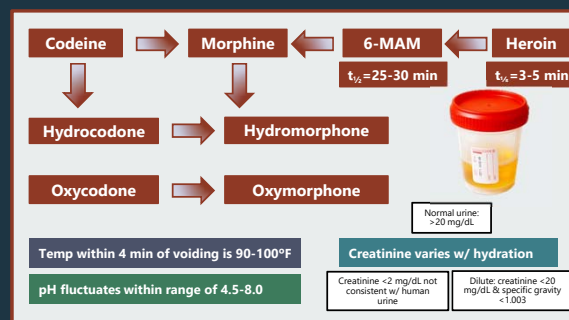 Codeine
Morphine
6-MAM
Heroin
t½=25-30 min
t½=3-5 min
Hydrocodone
Hydromorphone
Oxycodone
Oxymorphone
Normal urine:
>20 mg/dL
Temp within 4 min of voiding is 90-100ºF
Creatinine varies w/ hydration
pH fluctuates within range of 4.5-8.0
Creatinine <2 mg/dL not
consistent w/ human
urine
Dilute: creatinine <20
mg/dL & specific gravity
<1.003